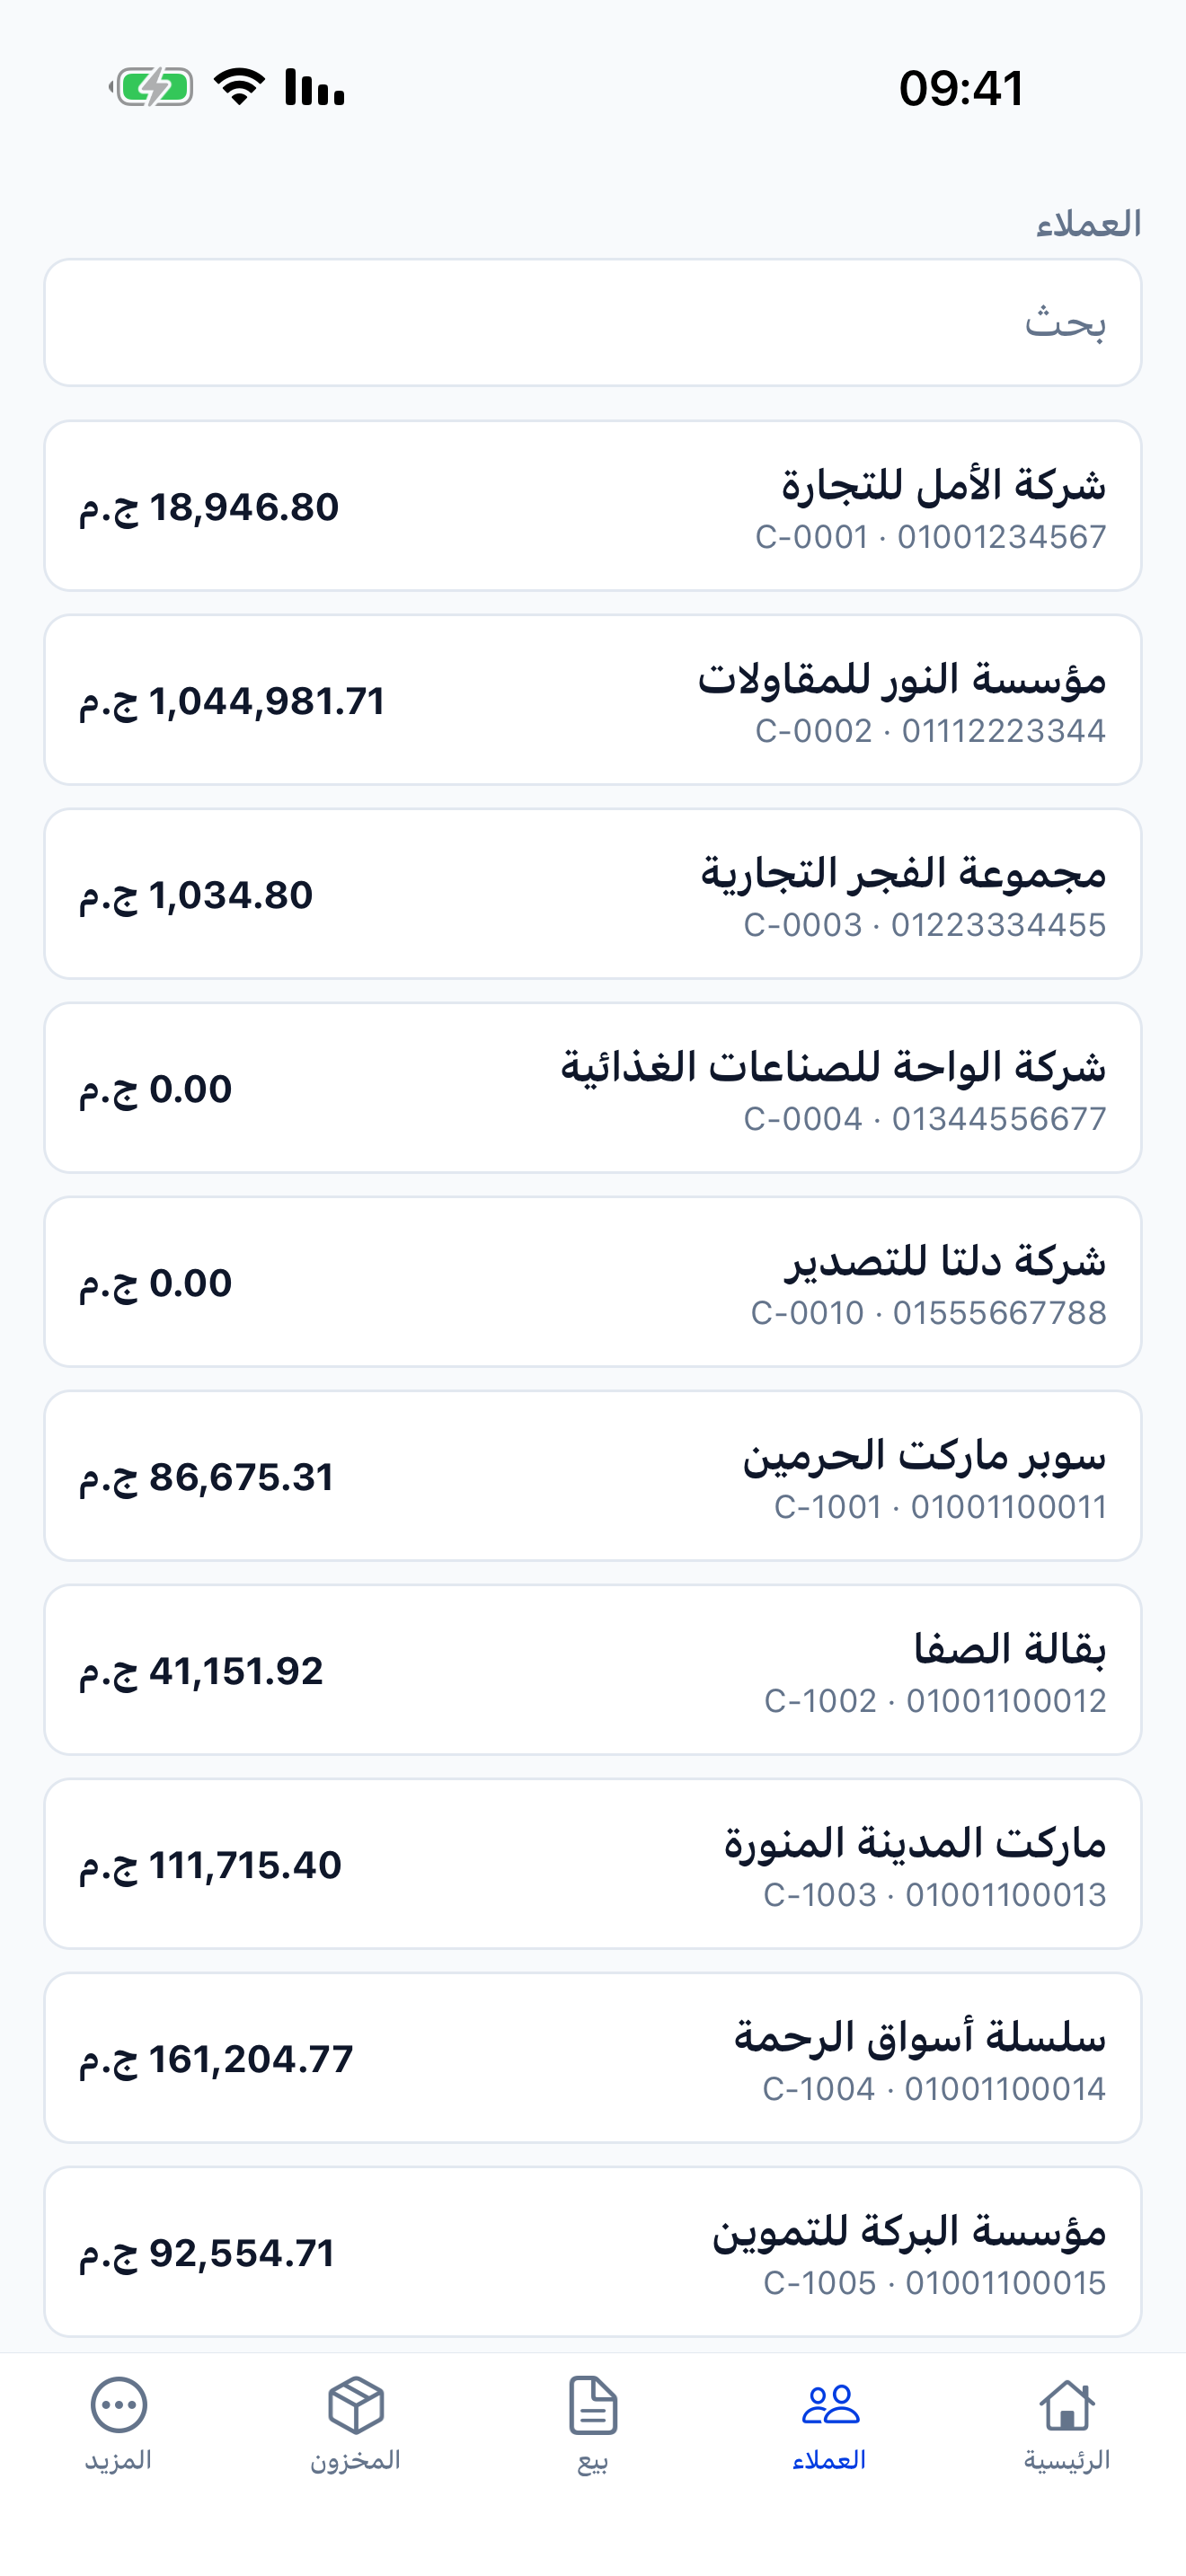 09:41
العملاء
بحث
شركة الأمل للتجارة
C-0001 · 01001234567
18,946.80 ج.م
مؤسسة النور للمقاولات
C-0002 · 01112223344
1,044,981.71 ج.م
مجموعة الفجر التجارية
C-0003 · 01223334455
1,034.80 ج.م
شركة الواحة للصناعات الغذائية
C-0004 · 01344556677
0.00 ج.م
شركة دلتا للتصدير
C-0010 · 01555667788
0.00 ج.م
سوبر ماركت الحرمين
C-1001 · 01001100011
86,675.31 ج.م
بقالة الصفا
C-1002 · 01001100012
41,151.92 ج.م
ماركت المدينة المنورة
C-1003 · 01001100013
111,715.40 ج.م
سلسلة أسواق الرحمة
C-1004 · 01001100014
161,204.77 ج.م
مؤسسة البركة للتموين
C-1005 · 01001100015
92,554.71 ج.م
الرئيسية
العملاء
بيع
المخزون
المزيد